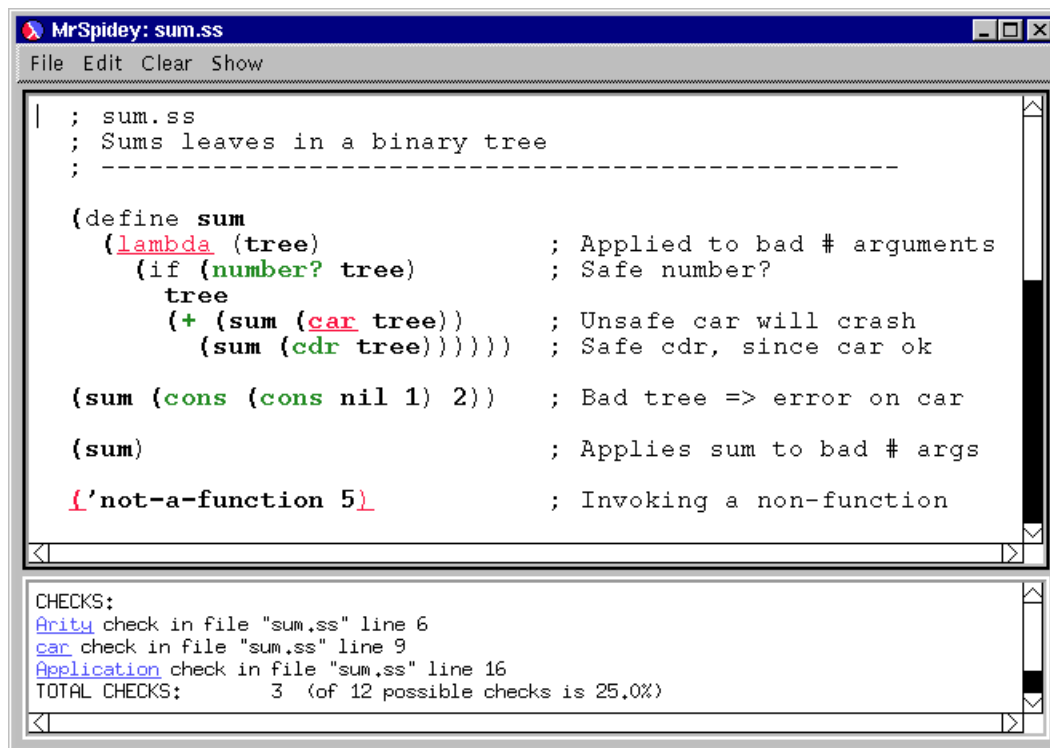 MrSpidey: sum.ss
File Edit Clear Show
; sum.ss
; Sums leaves in a binary tree
; --------------------------------------------------
(define sum
(lambda (tree) ; Applied to bad # arguments
(if (number? tree) ; Safe number?
tree
(+ (sum (car tree)) ; Unsafe car will crash
(sum (cdr tree)))))) ; Safe cdr, since car ok
(sum (cons (cons nil 1) 2)) ; Bad tree => error on car
(sum) ; Applies sum to bad # args
('not-a-function 5) ; Invoking a non-function
CHECKS:
Arity check in file "sum.ss" line 6
car check in file "sum.ss" line 9
Application check in file "sum.ss" line 16
TOTAL CHECKS: 3 (of 12 possible checks is 25.0%)